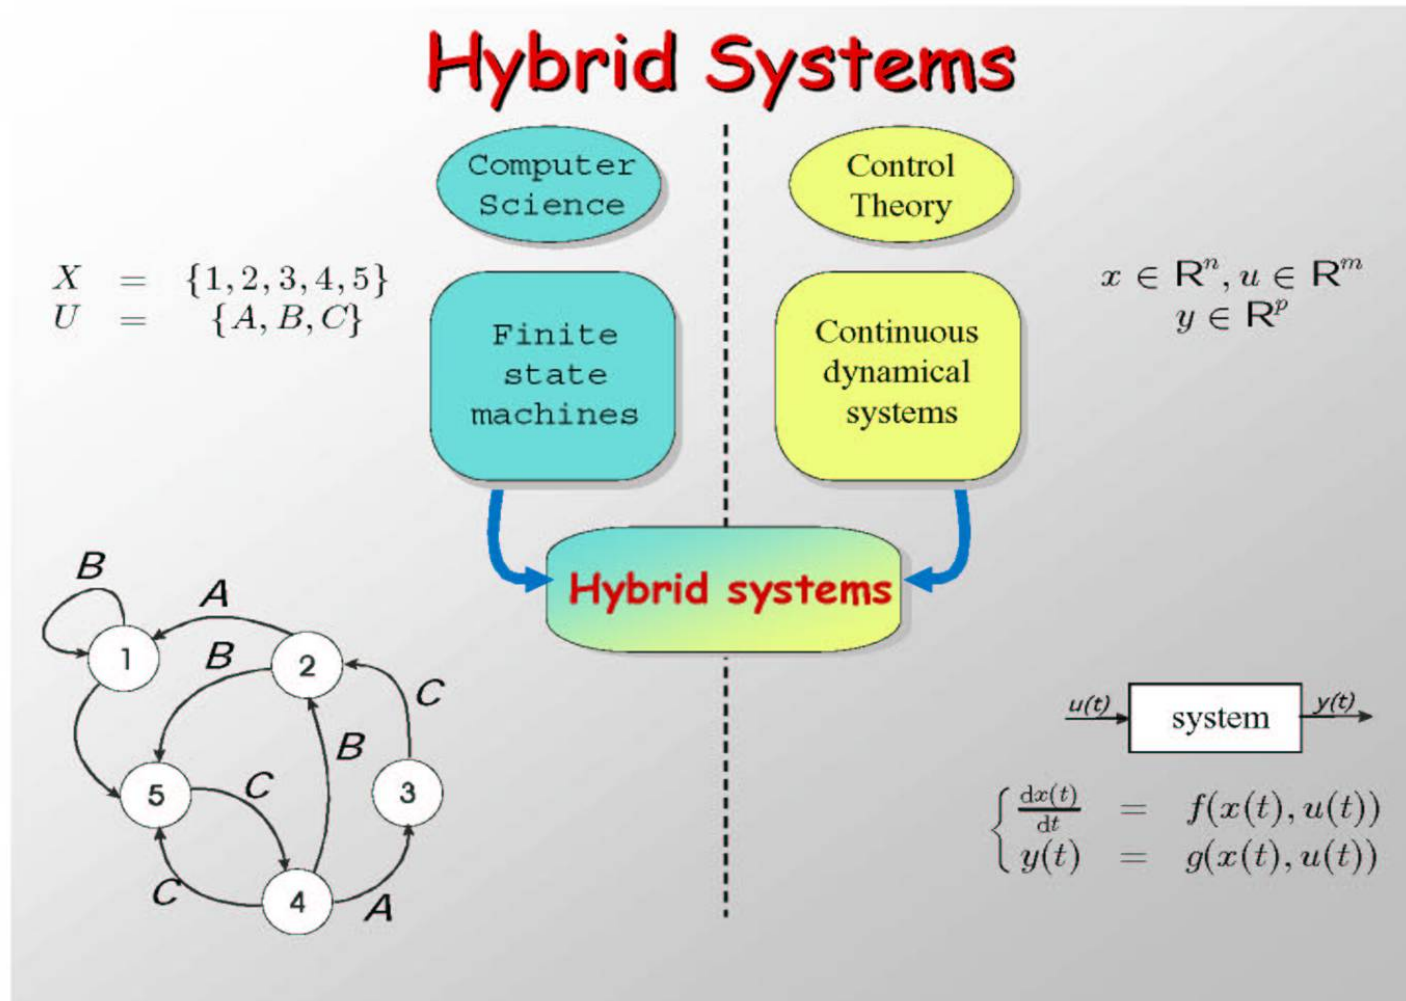 Hybrid Systems
Computer
Science
Control
Theory
X = {1, 2, 3, 4, 5}
U = {A, B, C}
Finite
state
machines
Continuous
dynamical
systems
x ∈ R^n, u ∈ R^m
y ∈ R^p
Hybrid systems
B
A
1
2
B
C
B
5
C
3
C
4
A
u(t)
system
y(t)
dx(t)/dt = f(x(t), u(t))
y(t) = g(x(t), u(t))